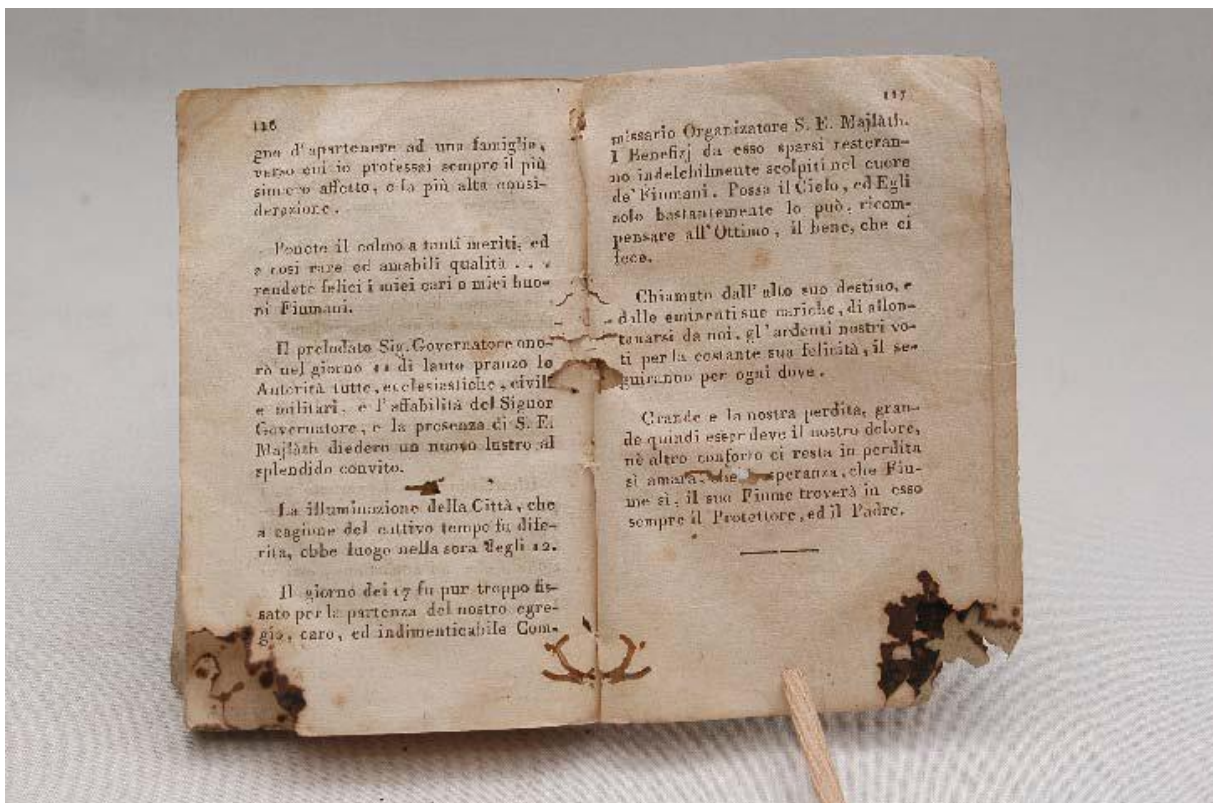 116
gno d'apartenere ad una famiglia,
verso cui io professai sempre il più
sincero affetto, e la più alta consi-
derazione.
Ponete il colmo a tanti meriti, ed
a così rare ed amabili qualità . . .
rendete felici i miei cari o miei buo-
ni Fiumani.
Il prelodato Sig. Governatore ono-
rò nel giorno 11 di lauto pranzo le
Autorità tutte, ecclesiastiche, civili
e militari, e l'affabilità del Signor
Governatore, e la presenza di S. E.
Majlàth diedero un nuovo lustro al
splendido convito.
La illuminazione della Città, che
a cagione del cattivo tempo fu dife-
rita, ebbe luogo nella sera degli 12.
Il giorno dei 17 fu pur troppo fis-
sato per la partenza del nostro egre-
gio, caro, ed indimenticabile Com-
117
missario Organizatore S. E. Majlàth.
I Benefizj da esso sparsi resteran-
no indelebilmente scolpiti nel cuore
de' Fiumani. Possa il Cielo, ed Egli
solo bastantemente lo può, ricom-
pensare all'Ottimo, il bene, che ci
fece.
Chiamato dall'alto suo destino, e
dalle eminenti sue cariche, di allon-
tanarsi da noi, gl'ardenti nostri vo-
ti per la costante sua felicità, il se-
guiranno per ogni dove.
Grande e la nostra perdita, gran-
de quindi esser deve il nostro dolore,
nè altro conforto ci resta in perdita
sì amara, che speranza, che Fiu-
me sì, il suo Fiume troverà in esso
sempre il Protettore, ed il Padre.